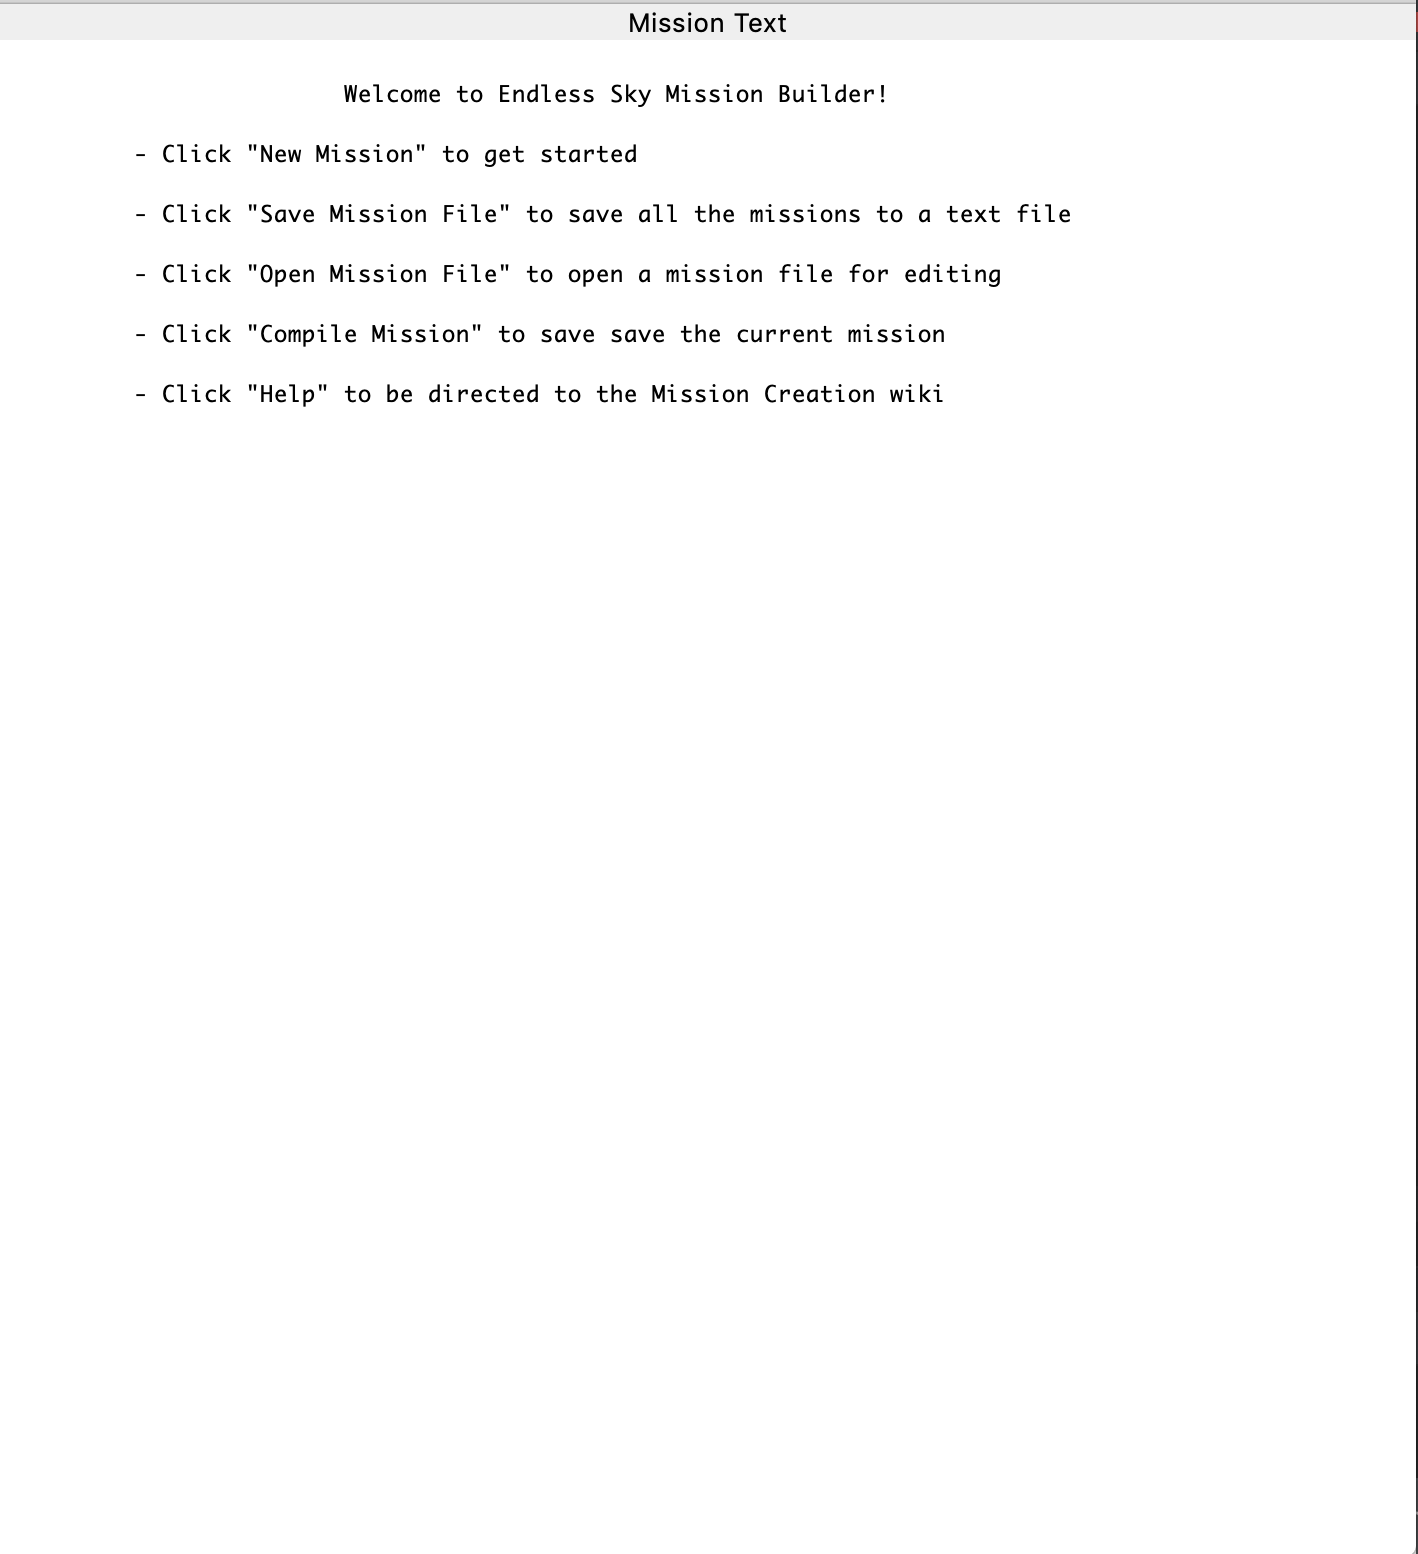 Mission Text
Welcome to Endless Sky Mission Builder!
- Click "New Mission" to get started
- Click "Save Mission File" to save all the missions to a text file
- Click "Open Mission File" to open a mission file for editing
- Click "Compile Mission" to save save the current mission
- Click "Help" to be directed to the Mission Creation wiki